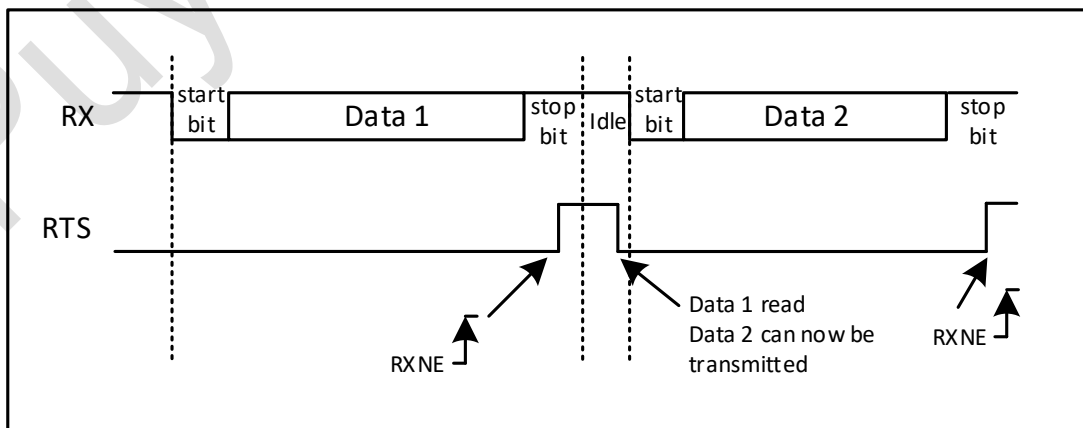 Puy
RX
start
bit
Data 1
stop
bit
Idle
start
bit
Data 2
stop
bit
RTS
RXNE
Data 1 read
Data 2 can now be
transmitted
RXNE